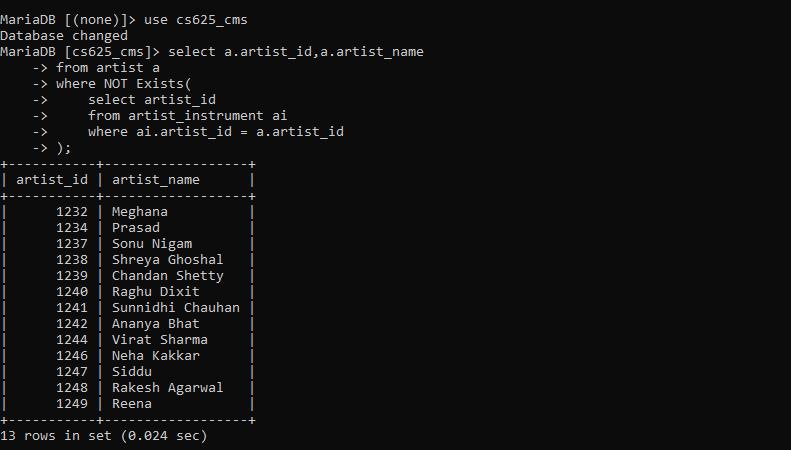 MariaDB [(none)]> use cs625_cms
Database changed
MariaDB [cs625_cms]> select a.artist_id,a.artist_name
    -> from artist a
    -> where NOT Exists(
    ->     select artist_id
    ->     from artist_instrument ai
    ->     where ai.artist_id = a.artist_id
    -> );
+-----------+------------------+
| artist_id | artist_name      |
+-----------+------------------+
|      1232 | Meghana          |
|      1234 | Prasad           |
|      1237 | Sonu Nigam       |
|      1238 | Shreya Ghoshal   |
|      1239 | Chandan Shetty   |
|      1240 | Raghu Dixit      |
|      1241 | Sunnidhi Chauhan |
|      1242 | Ananya Bhat      |
|      1244 | Virat Sharma     |
|      1246 | Neha Kakkar      |
|      1247 | Siddu            |
|      1248 | Rakesh Agarwal   |
|      1249 | Reena            |
+-----------+------------------+
13 rows in set (0.024 sec)